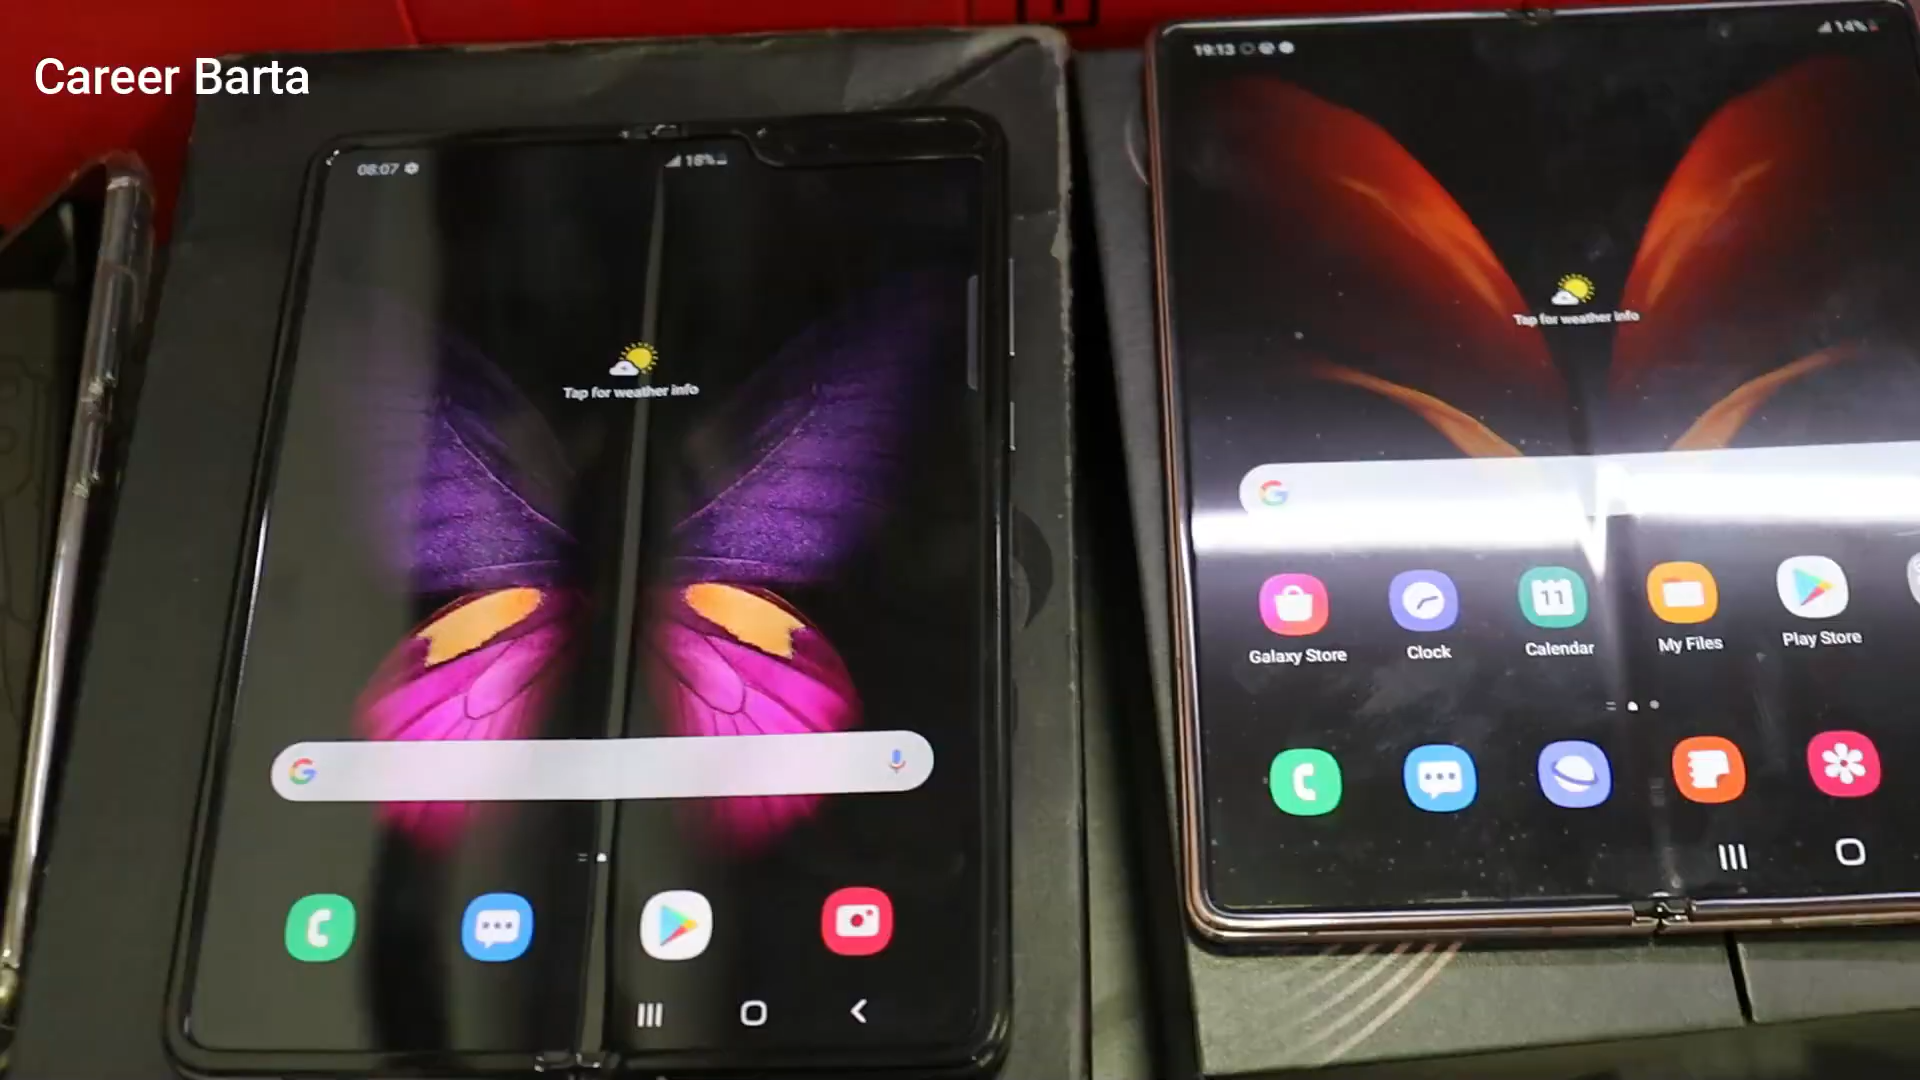 Career Barta
08:07
18%
Tap for weather info
19:13
14%
Tap for weather info
11
Galaxy Store
Clock
Calendar
My Files
Play Store